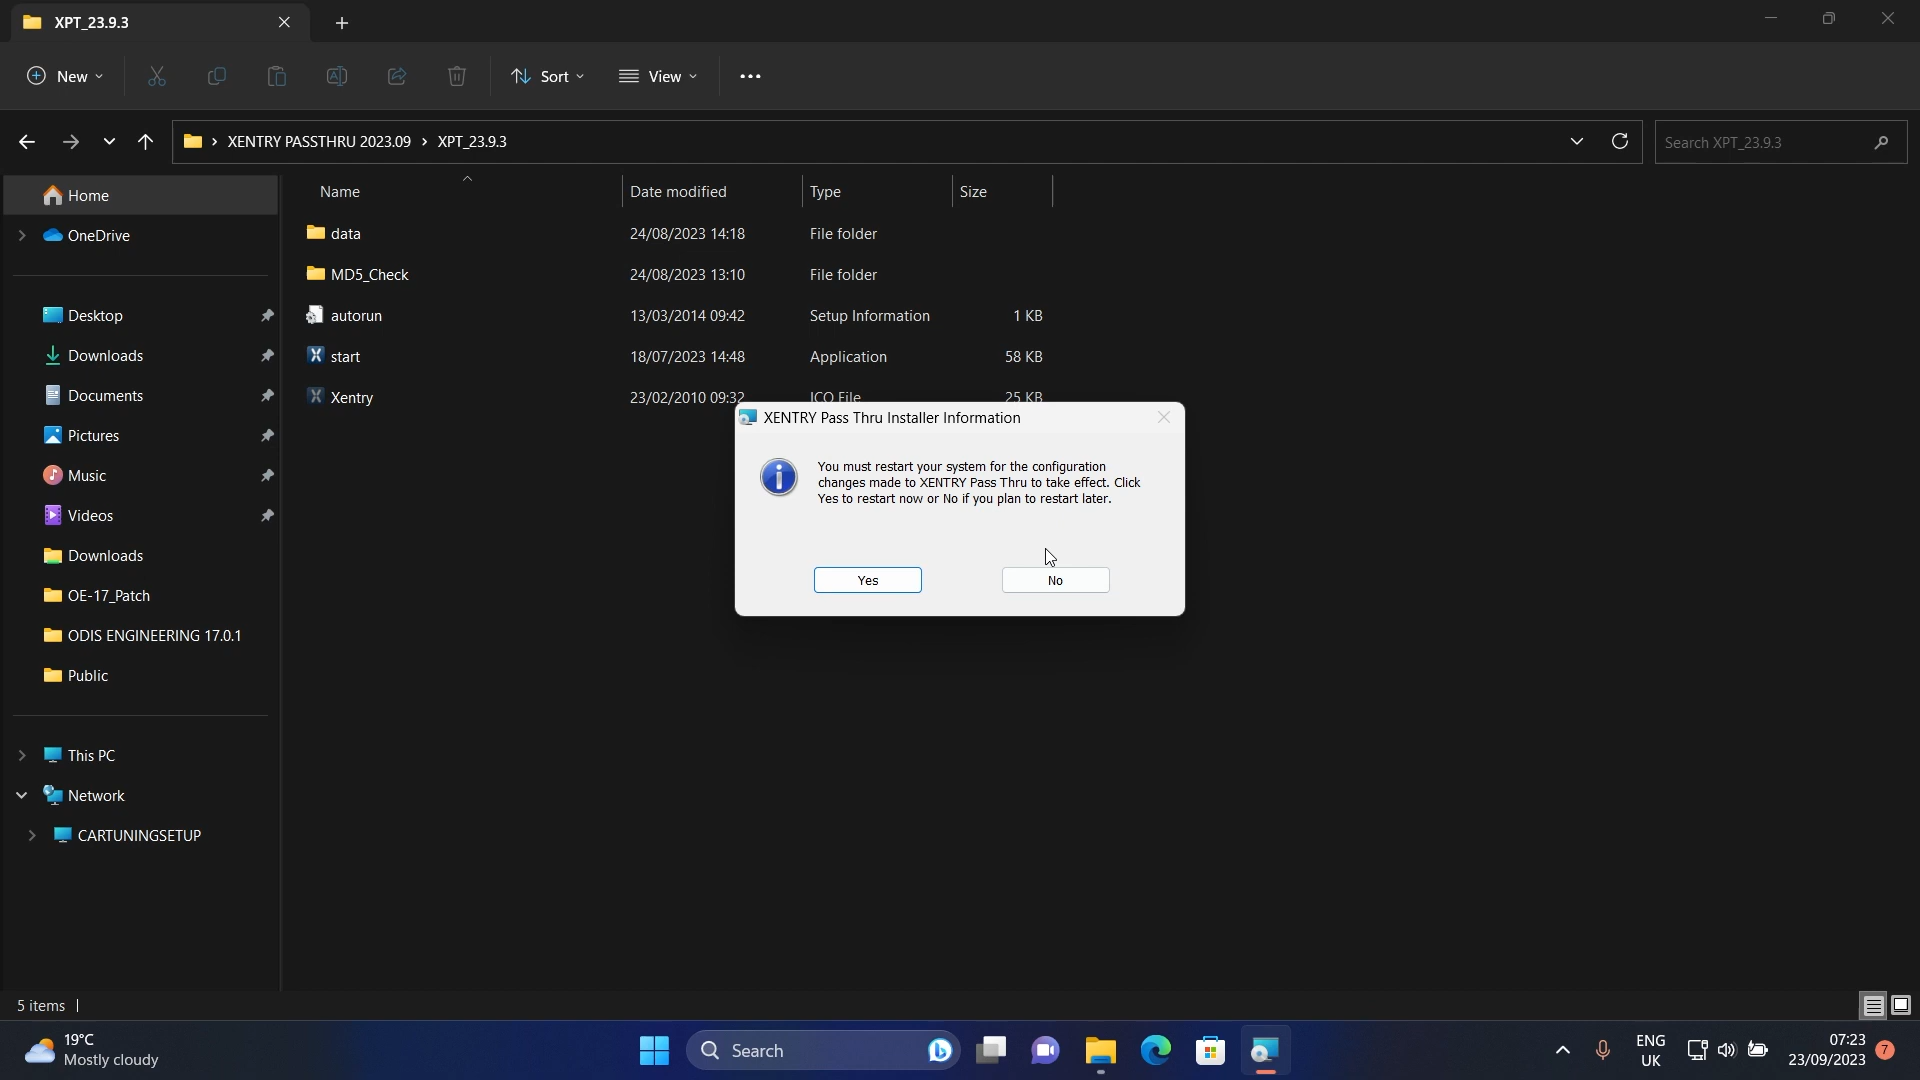 XPT_23.9.3
New
Sort
View
XENTRY PASSTHRU 2023.09 > XPT_23.9.3
Search XPT_23.9.3
Name Date modified Type Size
Home
OneDrive
Desktop
Downloads
Documents
Pictures
Music
Videos
Downloads
OE-17_Patch
ODIS ENGINEERING 17.0.1
Public
This PC
Network
CARTUNINGSETUP
data 24/08/2023 14:18 File folder
MD5_Check 24/08/2023 13:10 File folder
autorun 13/03/2014 09:42 Setup Information 1 KB
start 18/07/2023 14:48 Application 58 KB
Xentry 23/02/2010 09:32 ICO File 25 KB
XENTRY Pass Thru Installer Information
You must restart your system for the configuration
changes made to XENTRY Pass Thru to take effect. Click
Yes to restart now or No if you plan to restart later.
Yes No
5 items
19°C
Mostly cloudy
Search
ENG
UK
07:23
23/09/2023
7